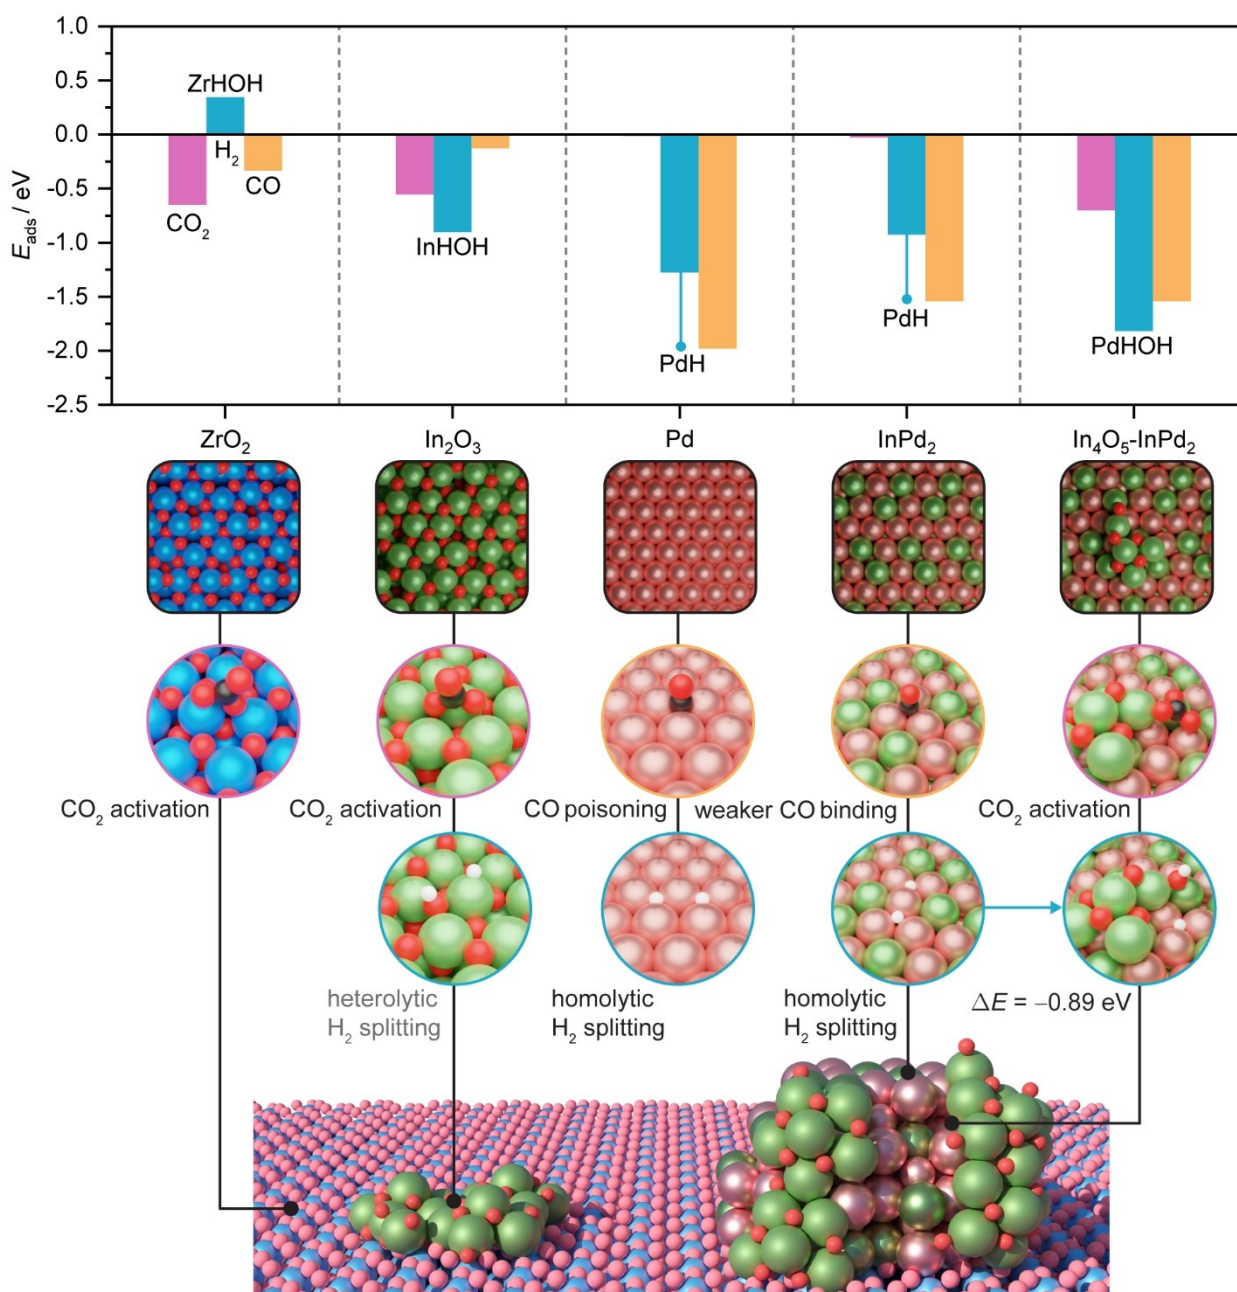 1.0
0.5
0.0
-0.5
-1.0
-1.5
-2.0
-2.5
E_ads / eV
ZrHOH
H₂
CO
CO₂
InHOH
PdH
PdH
PdHOH
ZrO₂
In₂O₃
Pd
InPd₂
In₄O₅-InPd₂
CO₂ activation
CO₂ activation
CO poisoning
weaker CO binding
CO₂ activation
heterolytic
H₂ splitting
homolytic
H₂ splitting
homolytic
H₂ splitting
ΔE = −0.89 eV